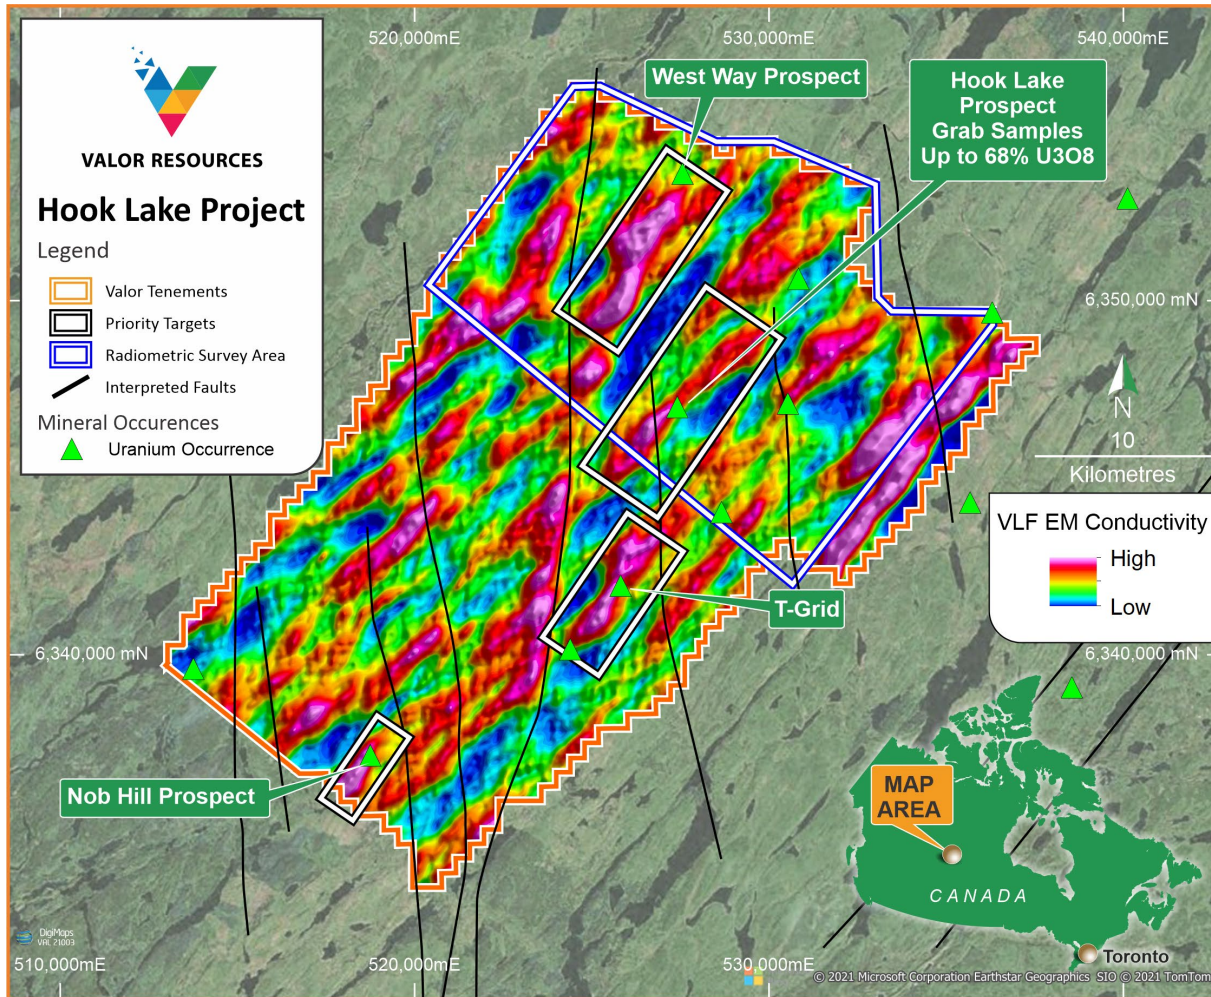 520,000mE
530,000mE
540,000mE
VALOR RESOURCES
Hook Lake Project
Legend
Valor Tenements
Priority Targets
Radiometric Survey Area
Interpreted Faults
Mineral Occurences
Uranium Occurrence
West Way Prospect
Hook Lake
Prospect
Grab Samples
Up to 68% U3O8
6,350,000 mN
N
10
Kilometres
VLF EM Conductivity
High
Low
T-Grid
6,340,000 mN
6,340,000 mN
Nob Hill Prospect
MAP
AREA
CANADA
Toronto
DigiMaps
VAL 21003
510,000mE
520,000mE
530,000mE
© 2021 Microsoft Corporation Earthstar Geographics SIO © 2021 TomTom